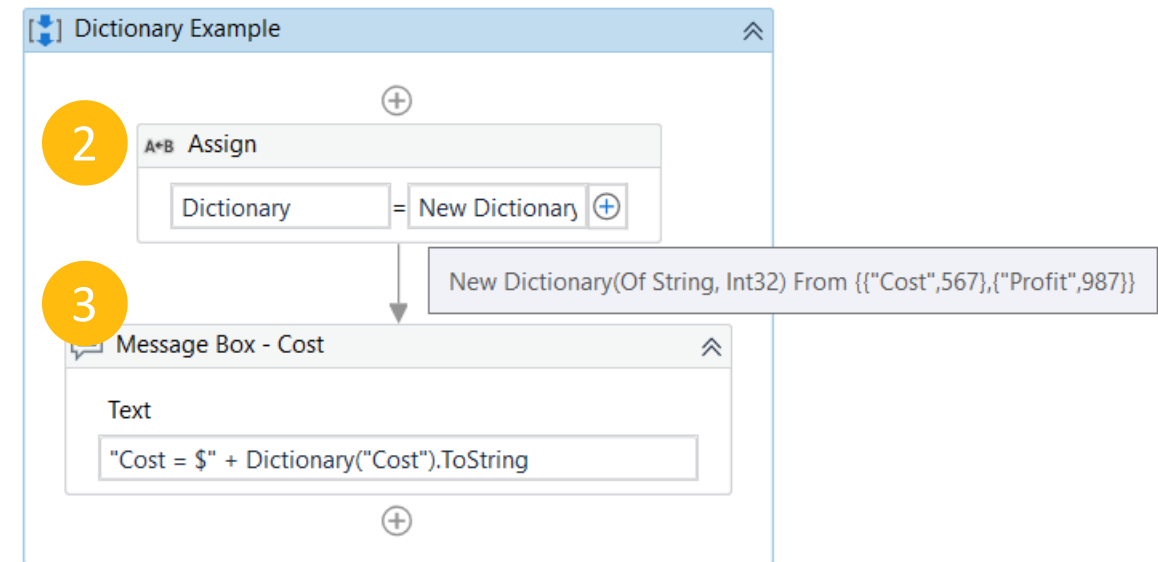 Dictionary Example
2
A←B Assign
Dictionary = New Dictionary
New Dictionary(Of String, Int32) From {{"Cost",567},{"Profit",987}}
3
Message Box - Cost
Text
"Cost = $" + Dictionary("Cost").ToString